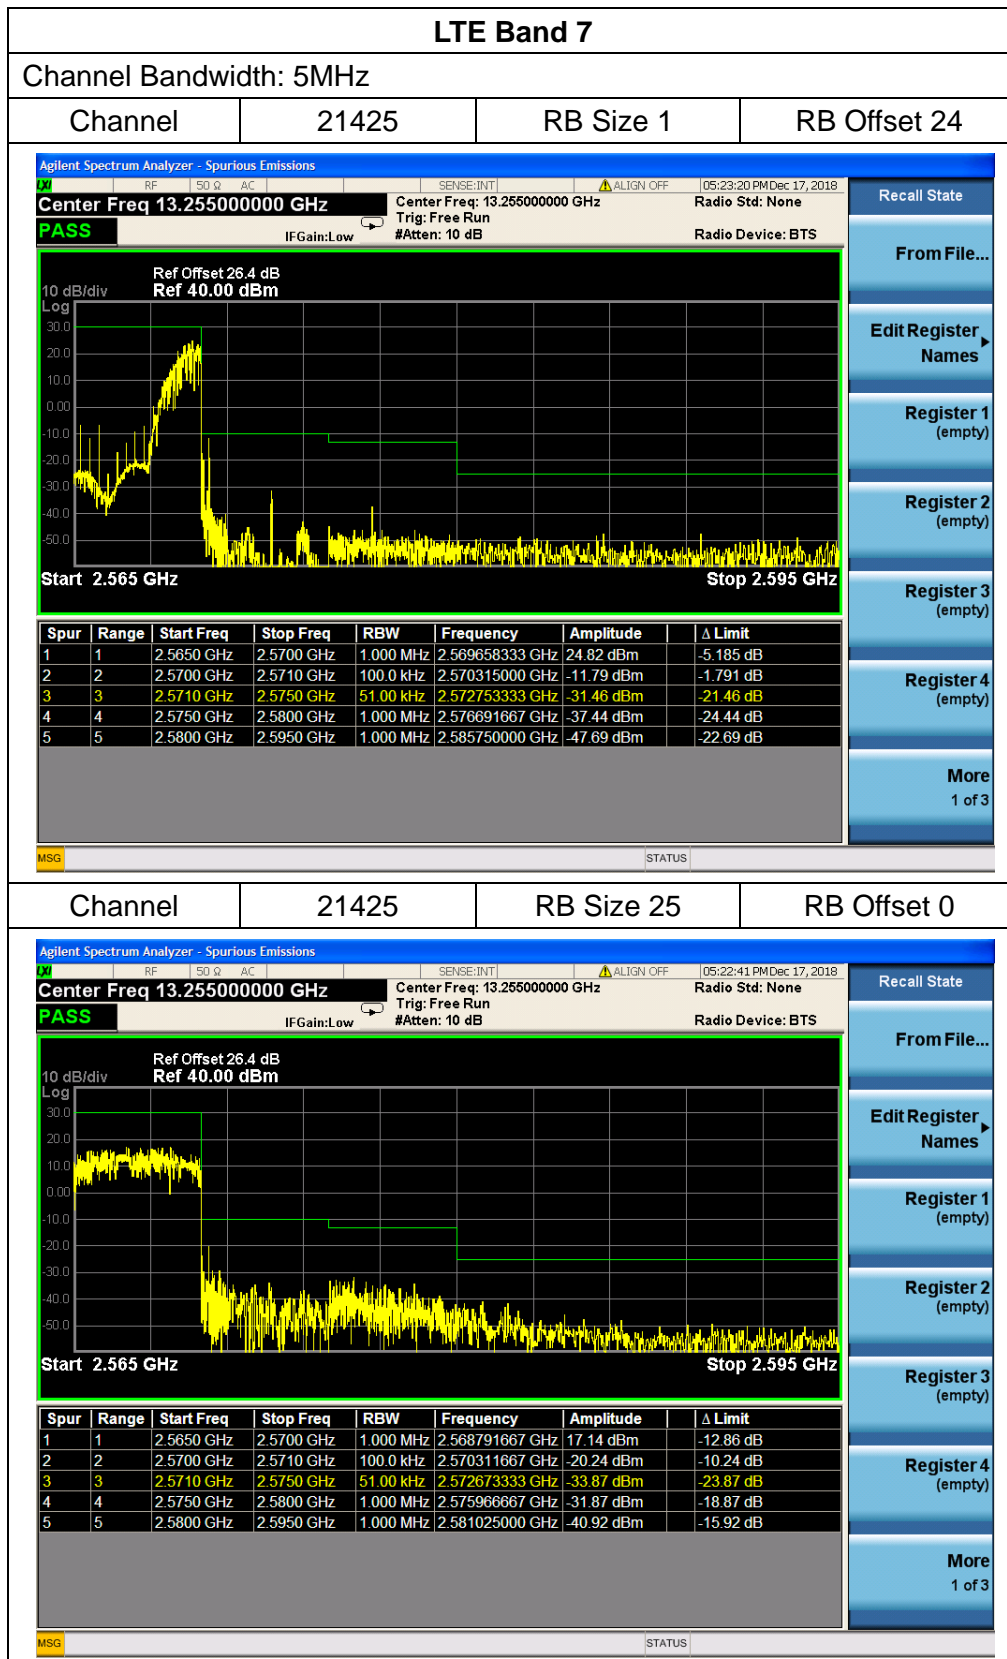 LTE Band 7
Channel Bandwidth: 5MHz
Channel 21425 RB Size 1 RB Offset 24
Agilent Spectrum Analyzer - Spurious Emissions
LXI RF 50 Ω AC SENSE:INT ALIGN OFF 05:23:20 PM Dec 17, 2018
Center Freq 13.255000000 GHz Center Freq: 13.255000000 GHz Radio Std: None
Trig: Free Run
PASS IFGain:Low #Atten: 10 dB Radio Device: BTS
Ref Offset 26.4 dB
10 dB/div Ref 40.00 dBm
Log
30.0
20.0
10.0
0.00
-10.0
-20.0
-30.0
-40.0
-50.0
Start 2.565 GHz Stop 2.595 GHz
Spur Range Start Freq Stop Freq RBW Frequency Amplitude Δ Limit
1 1 2.5650 GHz 2.5700 GHz 1.000 MHz 2.569658333 GHz 24.82 dBm -5.185 dB
2 2 2.5700 GHz 2.5710 GHz 100.0 kHz 2.570315000 GHz -11.79 dBm -1.791 dB
3 3 2.5710 GHz 2.5750 GHz 51.00 kHz 2.572753333 GHz -31.46 dBm -21.46 dB
4 4 2.5750 GHz 2.5800 GHz 1.000 MHz 2.576691667 GHz -37.44 dBm -24.44 dB
5 5 2.5800 GHz 2.5950 GHz 1.000 MHz 2.585750000 GHz -47.69 dBm -22.69 dB
MSG STATUS
Recall State
From File...
Edit Register
Names
Register 1
(empty)
Register 2
(empty)
Register 3
(empty)
Register 4
(empty)
More
1 of 3
Channel 21425 RB Size 25 RB Offset 0
Agilent Spectrum Analyzer - Spurious Emissions
LXI RF 50 Ω AC SENSE:INT ALIGN OFF 05:22:41 PM Dec 17, 2018
Center Freq 13.255000000 GHz Center Freq: 13.255000000 GHz Radio Std: None
Trig: Free Run
PASS IFGain:Low #Atten: 10 dB Radio Device: BTS
Ref Offset 26.4 dB
10 dB/div Ref 40.00 dBm
Log
30.0
20.0
10.0
0.00
-10.0
-20.0
-30.0
-40.0
-50.0
Start 2.565 GHz Stop 2.595 GHz
Spur Range Start Freq Stop Freq RBW Frequency Amplitude Δ Limit
1 1 2.5650 GHz 2.5700 GHz 1.000 MHz 2.568791667 GHz 17.14 dBm -12.86 dB
2 2 2.5700 GHz 2.5710 GHz 100.0 kHz 2.570311667 GHz -20.24 dBm -10.24 dB
3 3 2.5710 GHz 2.5750 GHz 51.00 kHz 2.572673333 GHz -33.87 dBm -23.87 dB
4 4 2.5750 GHz 2.5800 GHz 1.000 MHz 2.575966667 GHz -31.87 dBm -18.87 dB
5 5 2.5800 GHz 2.5950 GHz 1.000 MHz 2.581025000 GHz -40.92 dBm -15.92 dB
MSG STATUS
Recall State
From File...
Edit Register
Names
Register 1
(empty)
Register 2
(empty)
Register 3
(empty)
Register 4
(empty)
More
1 of 3